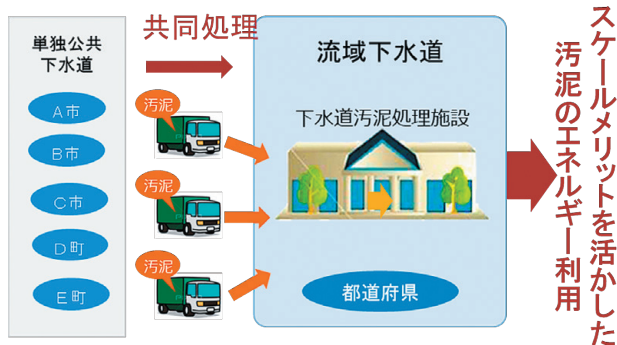 単独公共
下水道
A市
B市
C市
D町
E町
共同処理
汚泥
汚泥
汚泥
流域下水道
下水道汚泥処理施設
都道府県
スケールメリットを活かした
汚泥のエネルギー利用